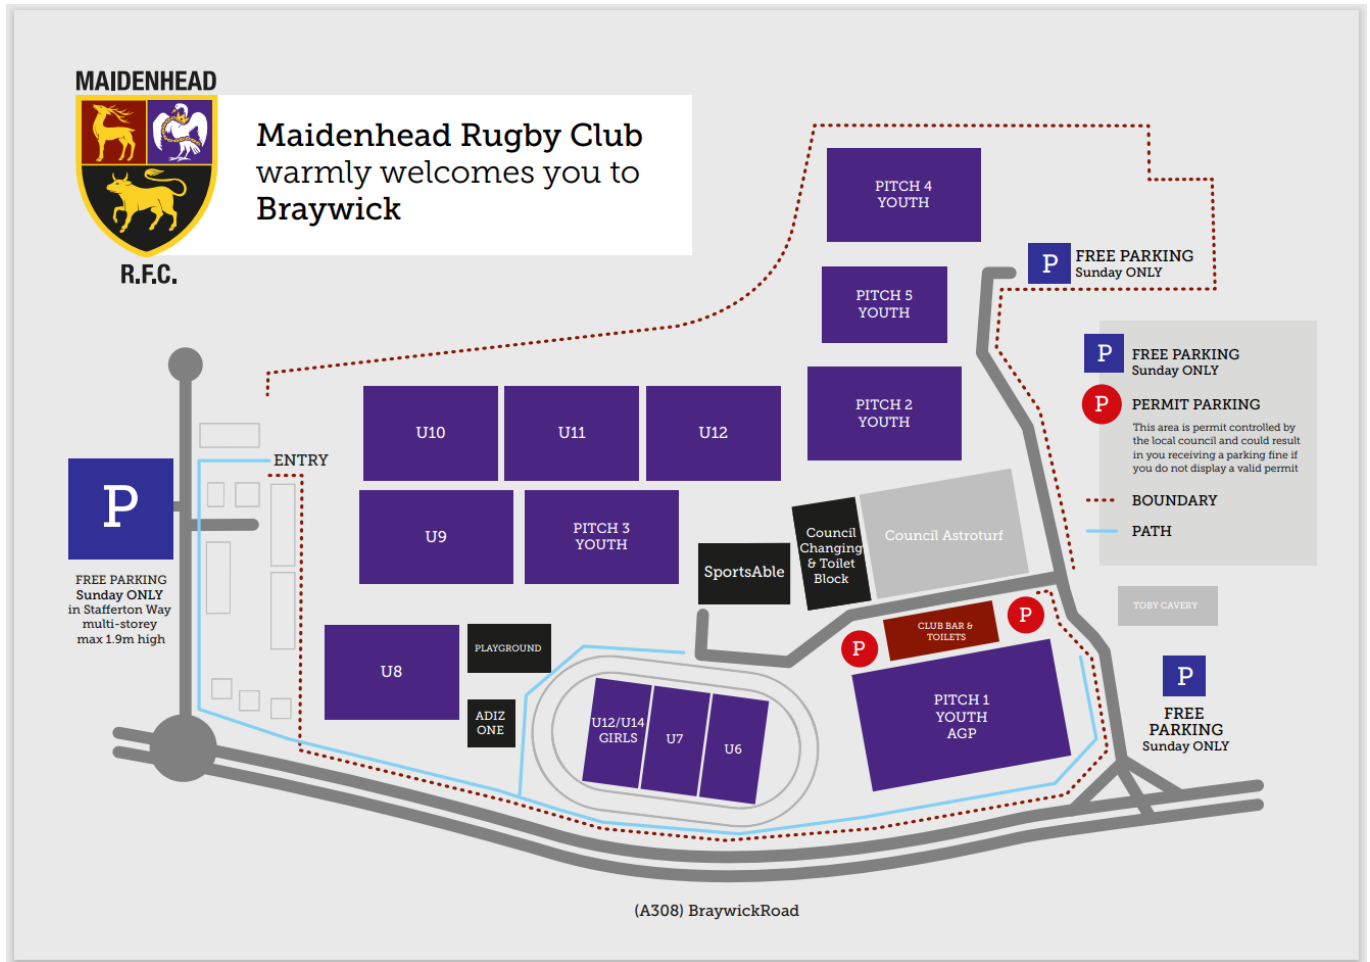 MAIDENHEAD
R.F.C.
Maidenhead Rugby Club
warmly welcomes you to
Braywick
PITCH 4
YOUTH
P
FREE PARKING
Sunday ONLY
PITCH 5
YOUTH
P
FREE PARKING
Sunday ONLY
P
PERMIT PARKING
This area is permit controlled by
the local council and could result
in you receiving a parking fine if
you do not display a valid permit
BOUNDARY
PATH
PITCH 2
YOUTH
U10
U11
U12
ENTRY
P
FREE PARKING
Sunday ONLY
in Stafferton Way
multi-storey
max 1.9m high
U9
PITCH 3
YOUTH
SportsAble
Council
Changing
& Toilet
Block
Council Astroturf
TOBY CAVERY
CLUB BAR &
TOILETS
P
P
U8
PLAYGROUND
ADIZ
ONE
U12/U14
GIRLS
U7
U6
PITCH 1
YOUTH
AGP
P
FREE
PARKING
Sunday ONLY
(A308) BraywickRoad